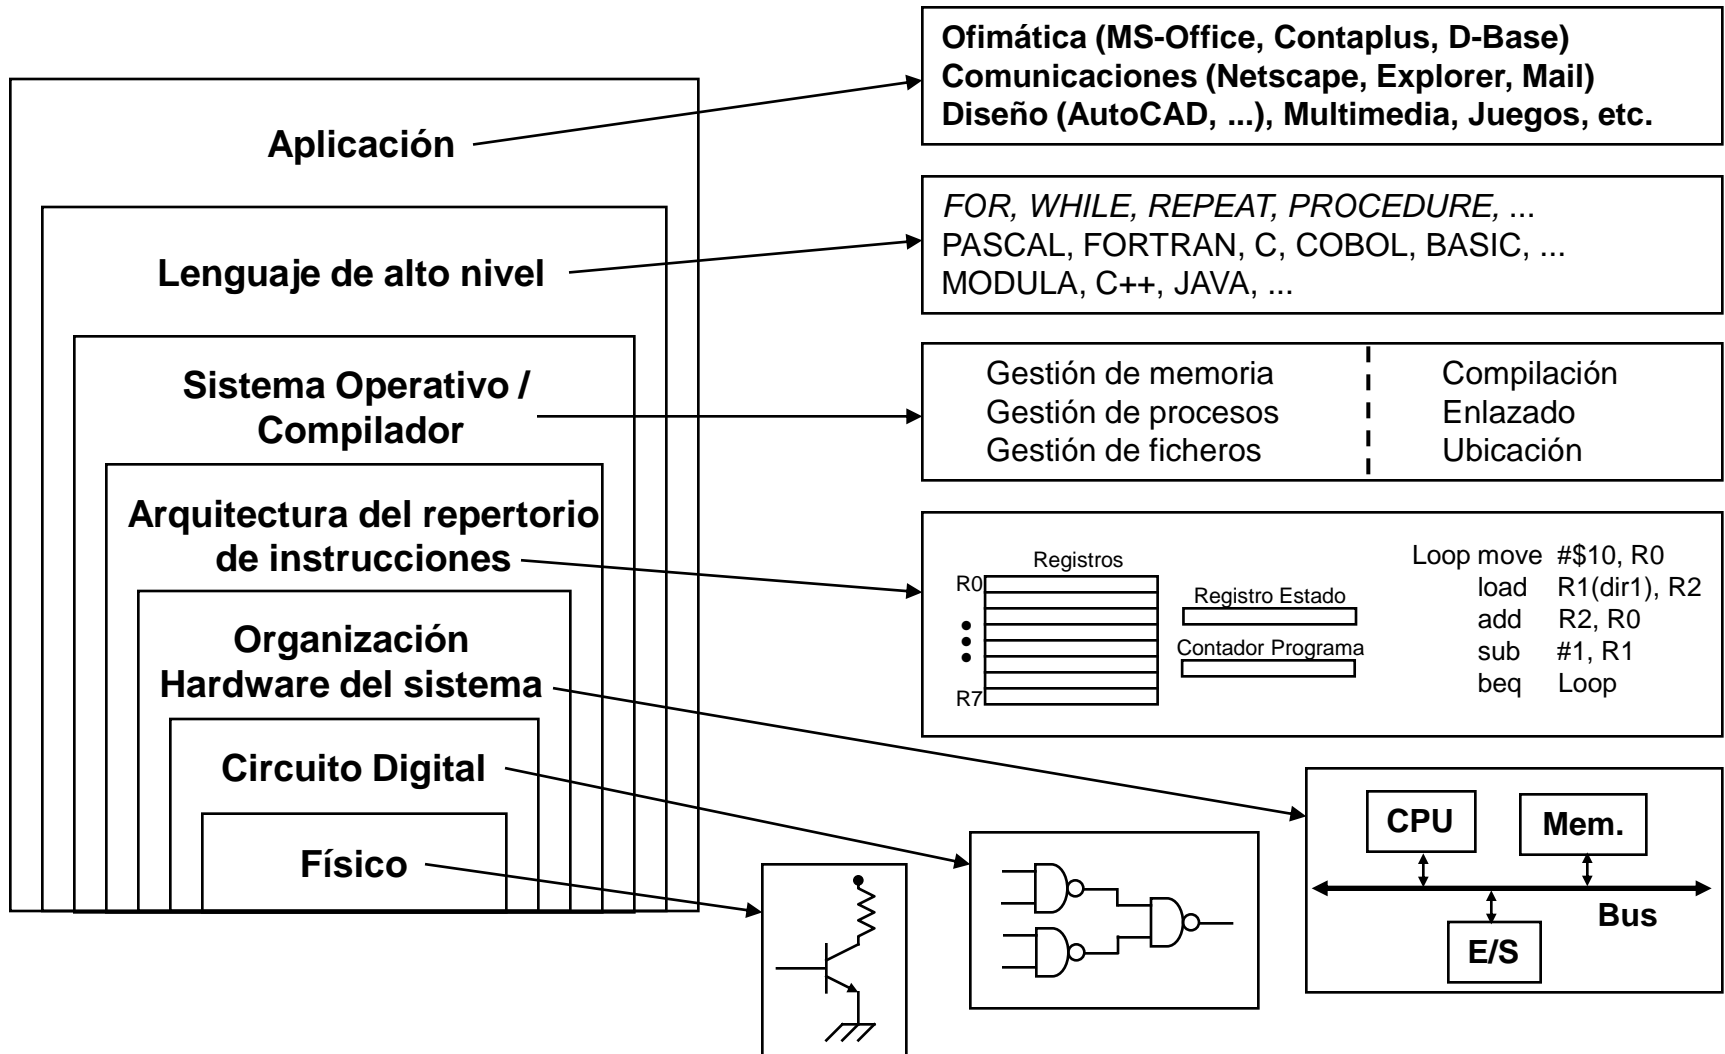 Aplicación
Ofimática (MS-Office, Contaplus, D-Base)
Comunicaciones (Netscape, Explorer, Mail)
Diseño (AutoCAD, ...), Multimedia, Juegos, etc.
Lenguaje de alto nivel
FOR, WHILE, REPEAT, PROCEDURE, ...
PASCAL, FORTRAN, C, COBOL, BASIC, ...
MODULA, C++, JAVA, ...
Sistema Operativo /
Compilador
Gestión de memoria
Gestión de procesos
Gestión de ficheros
Compilación
Enlazado
Ubicación
Arquitectura del repertorio
de instrucciones
Registros
R0
R7
Registro Estado
Contador Programa
Loop move #$10, R0
load R1(dir1), R2
add R2, R0
sub #1, R1
beq Loop
Organización
Hardware del sistema
CPU
Mem.
Bus
E/S
Circuito Digital
Físico